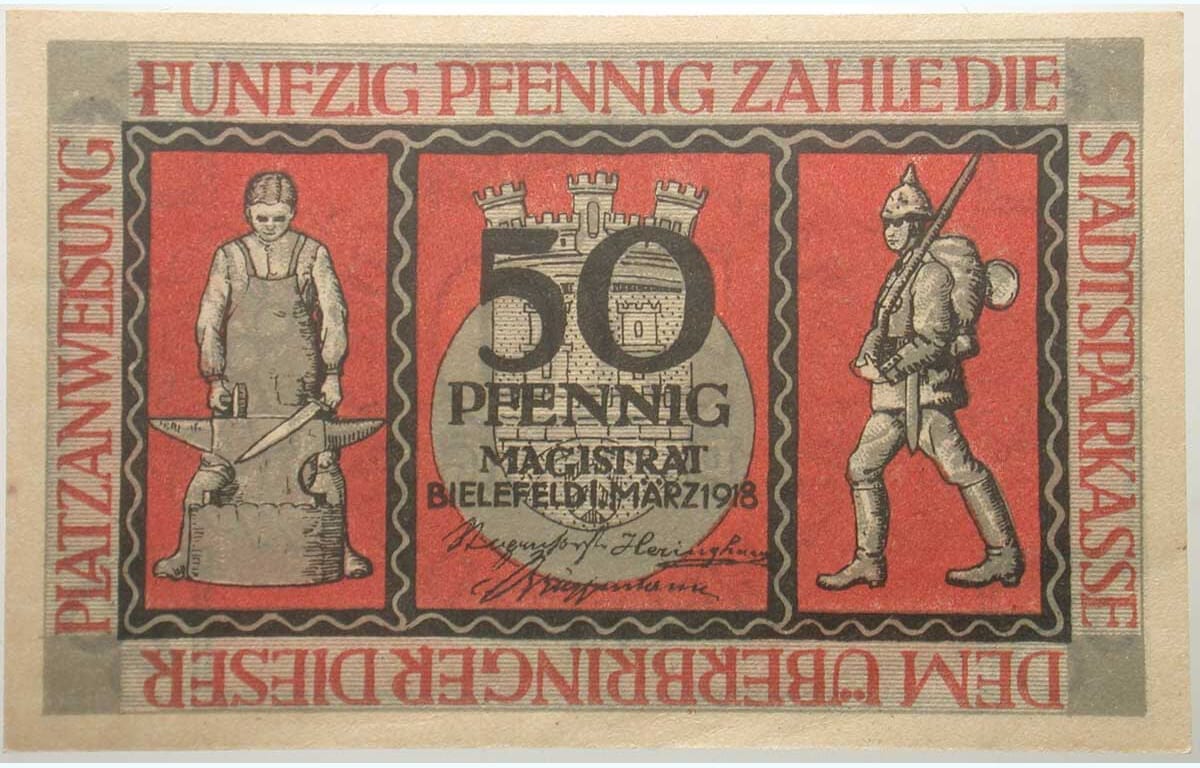 FUNFZIG PFENNIG ZAHLE DIE
STADTSPARKASSE
DEM ÜBERBRINGER DIESER
PLATZANWEISUNG
50
PFENNIG
MAGISTRAT
BIELEFELD 1. MÄRZ 1918